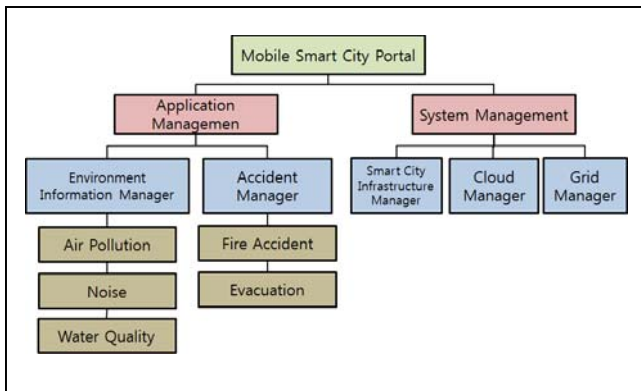 Mobile Smart City Portal
Application
Managemen
System Management
Environment
Information Manager
Accident
Manager
Smart City
Infrastructure
Manager
Cloud
Manager
Grid
Manager
Air Pollution
Fire Accident
Noise
Evacuation
Water Quality